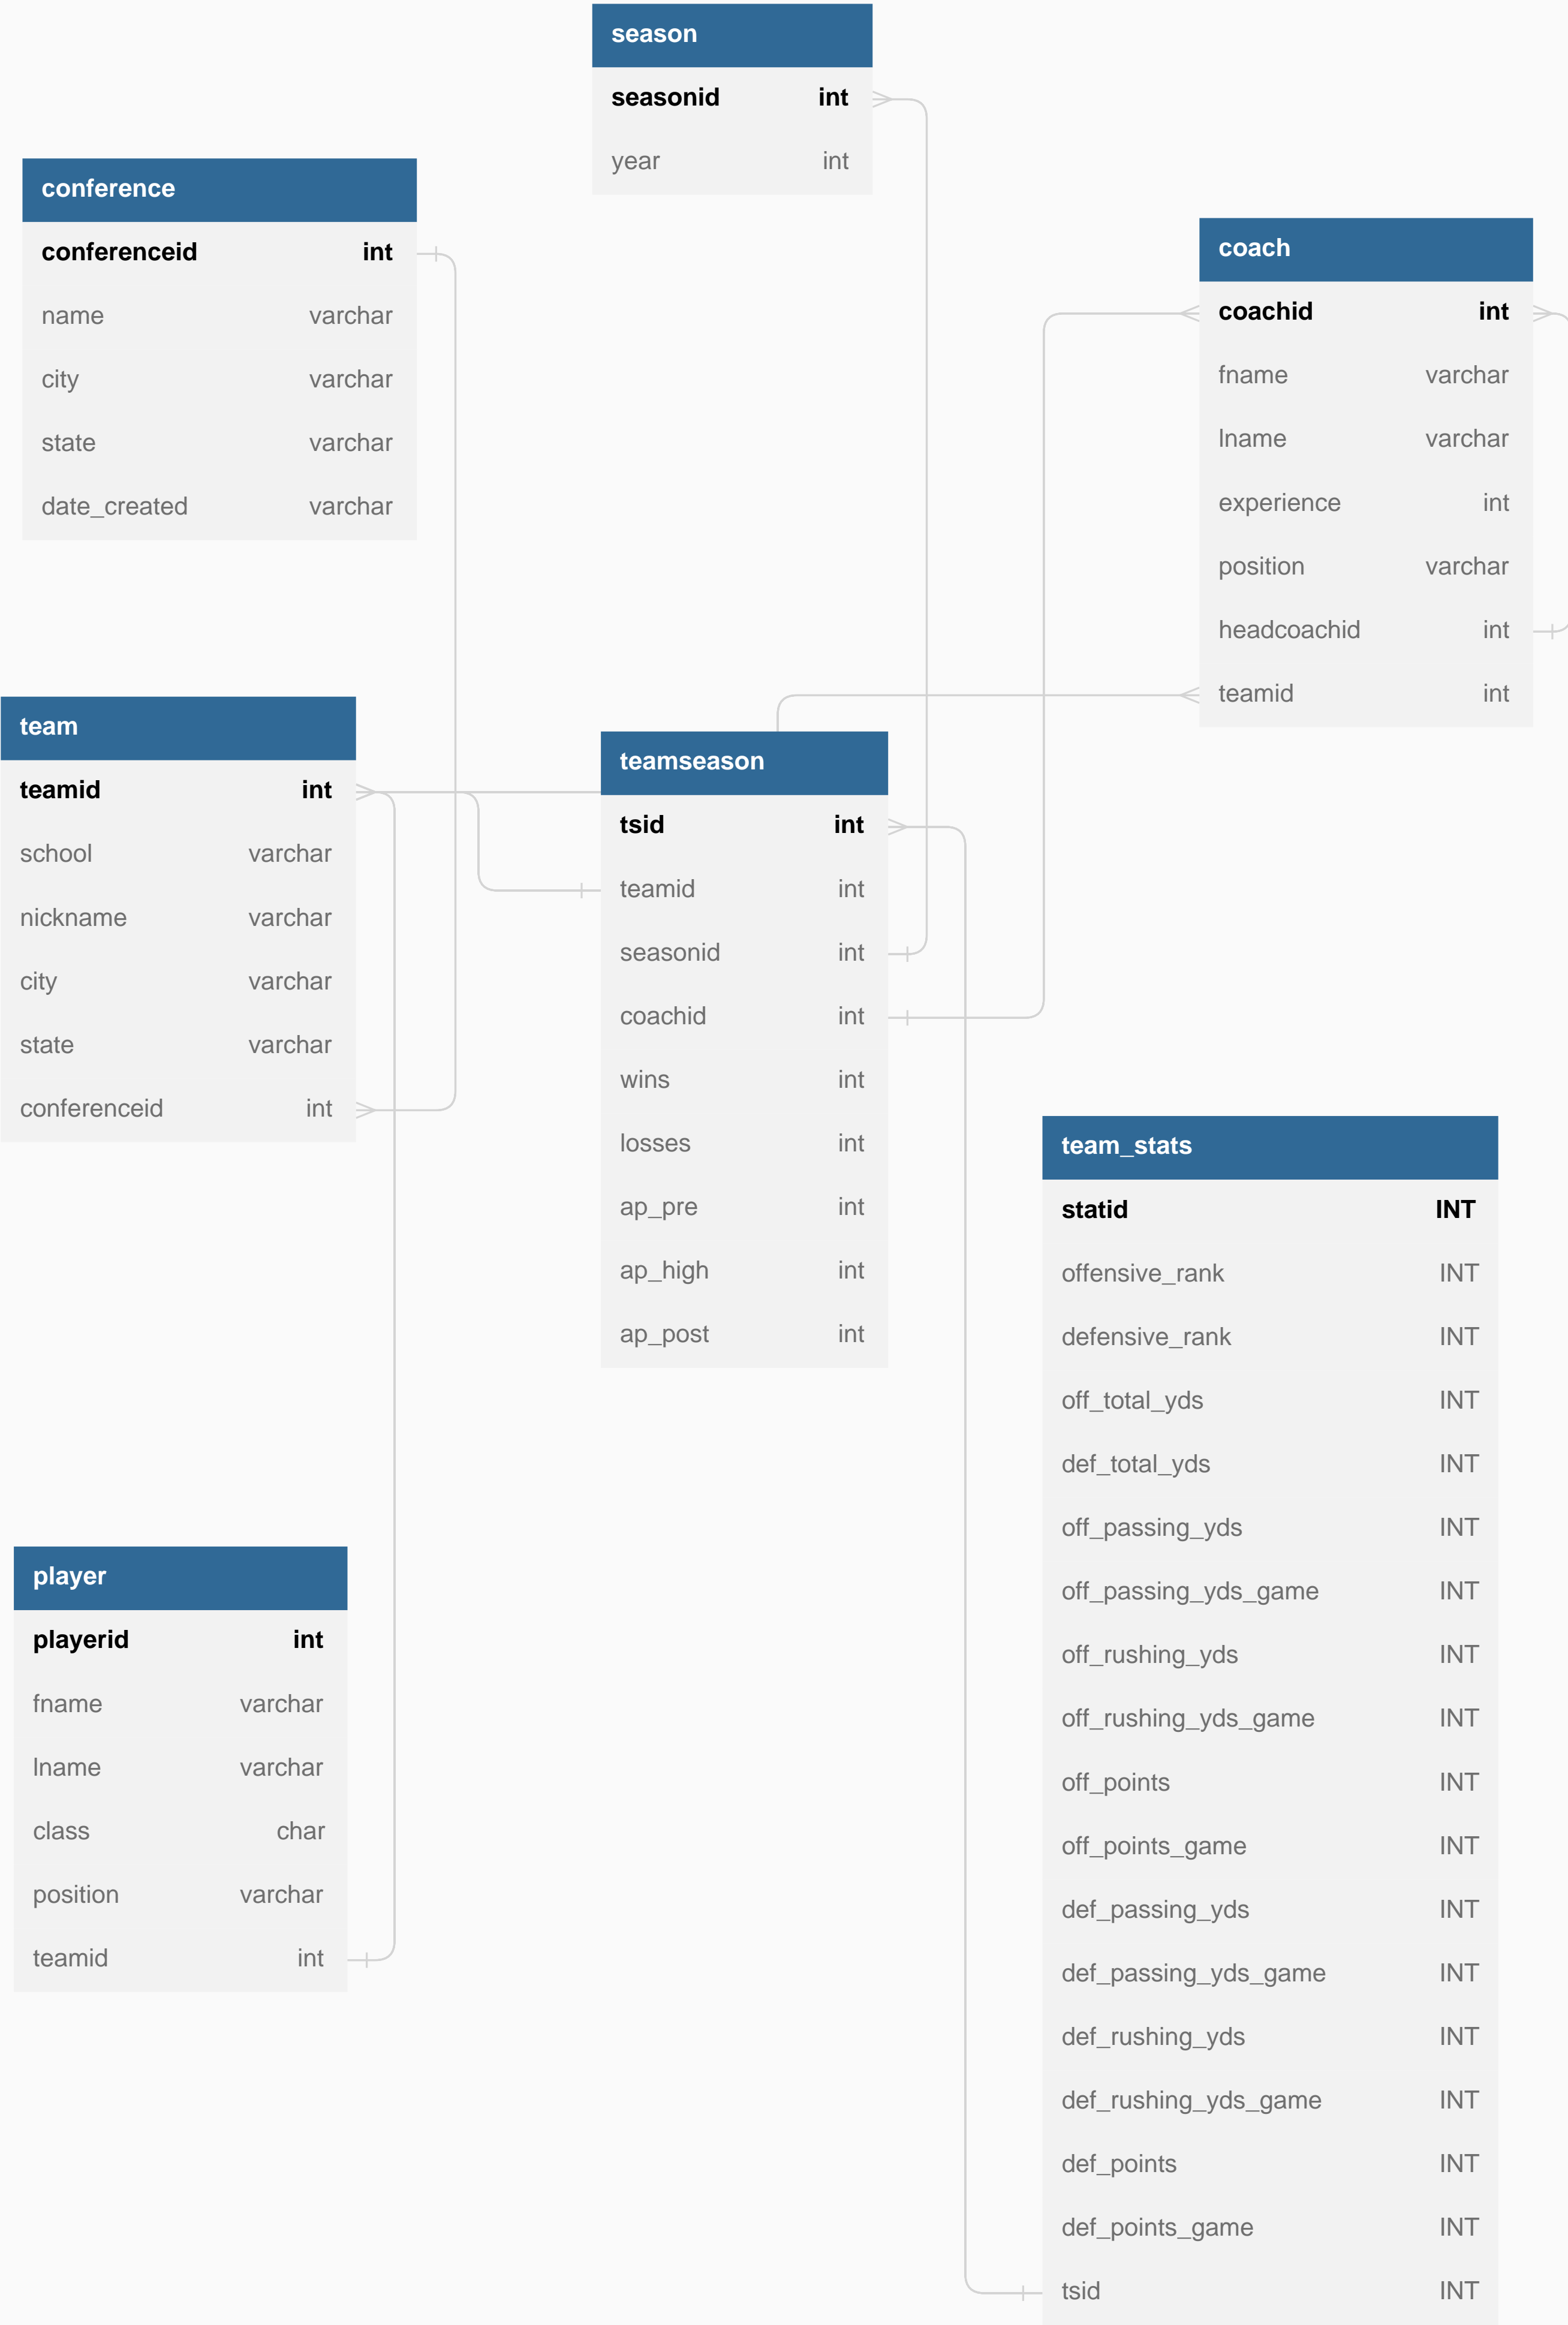 season
seasonid int
year int
conference
conferenceid int
name varchar
city varchar
state varchar
date_created varchar
coach
coachid int
fname varchar
lname varchar
experience int
position varchar
headcoachid int
teamid int
team
teamid int
school varchar
nickname varchar
city varchar
state varchar
conferenceid int
teamseason
tsid int
teamid int
seasonid int
coachid int
wins int
losses int
ap_pre int
ap_high int
ap_post int
team_stats
statid INT
offensive_rank INT
defensive_rank INT
off_total_yds INT
def_total_yds INT
off_passing_yds INT
off_passing_yds_game INT
off_rushing_yds INT
off_rushing_yds_game INT
off_points INT
off_points_game INT
def_passing_yds INT
def_passing_yds_game INT
def_rushing_yds INT
def_rushing_yds_game INT
def_points INT
def_points_game INT
tsid INT
player
playerid int
fname varchar
lname varchar
class char
position varchar
teamid int